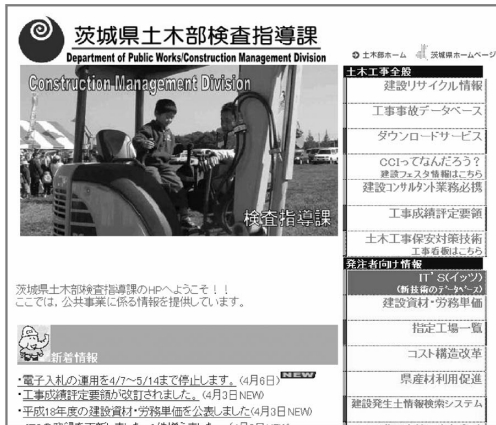 茨城県土木部検査指導課
Department of Public Works/Construction Management Division
土木部ホーム 茨城県ホームページ
Construction Management Division
検査指導課
土木工事全般
建設リサイクル情報
工事事故データベース
ダウンロードサービス
CCIってなんだろう?
建設フェスタ情報はこちら
建設コンサルタント業務必携
工事成績評定要領
土木工事保安対策技術
工事看板はこちら
発注者向け情報
IT'S(イッツ)
(新技術のデータベース)
建設資材・労務単価
指定工場一覧
コスト構造改革
県産材利用促進
建設発生土情報検索システム
茨城県土木部検査指導課のHPへようこそ!!
ここでは、公共事業に係る情報を提供しています。
新着情報
・電子入札の運用を4/7~5/14まで停止します。(4月6日)NEW
・工事成績評定要領が改訂されました。(4月3日NEW)
・平成18年度の建設資材・労務単価を公表しました(4月3日NEW)